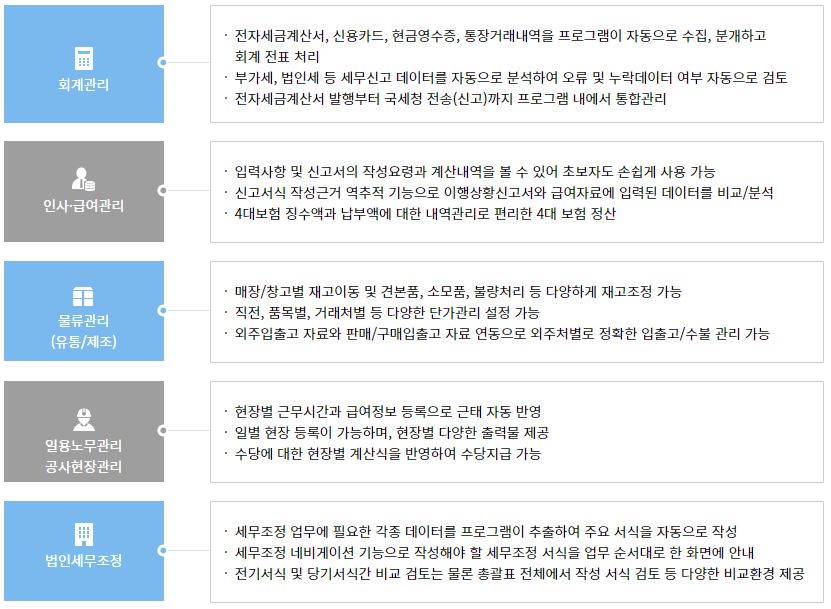 회계관리
· 전자세금계산서, 신용카드, 현금영수증, 통장거래내역을 프로그램이 자동으로 수집, 분개하고
회계 전표 처리
· 부가세, 법인세 등 세무신고 데이터를 자동으로 분석하여 오류 및 누락데이터 여부 자동으로 검토
· 전자세금계산서 발행부터 국세청 전송(신고)까지 프로그램 내에서 통합관리
인사·급여관리
· 입력사항 및 신고서의 작성요령과 계산내역을 볼 수 있어 초보자도 손쉽게 사용 가능
· 신고서식 작성근거 역추적 기능으로 이행상황신고서와 급여자료에 입력된 데이터를 비교/분석
· 4대보험 징수액과 납부액에 대한 내역관리로 편리한 4대 보험 정산
물류관리
(유통/제조)
· 매장/창고별 재고이동 및 견본품, 소모품, 불량처리 등 다양하게 재고조정 가능
· 직전, 품목별, 거래처별 등 다양한 단가관리 설정 가능
· 외주입출고 자료와 판매/구매입출고 자료 연동으로 외주처별로 정확한 입출고/수불 관리 가능
일용노무관리
공사현장관리
· 현장별 근무시간과 급여정보 등록으로 근태 자동 반영
· 일별 현장 등록이 가능하며, 현장별 다양한 출력물 제공
· 수당에 대한 현장별 계산식을 반영하여 수당지급 가능
법인세무조정
· 세무조정 업무에 필요한 각종 데이터를 프로그램이 추출하여 주요 서식을 자동으로 작성
· 세무조정 네비게이션 기능으로 작성해야 할 세무조정 서식을 업무 순서대로 한 화면에 안내
· 전기서식 및 당기서식간 비교 검토는 물론 총괄표 전체에서 작성 서식 검토 등 다양한 비교환경 제공